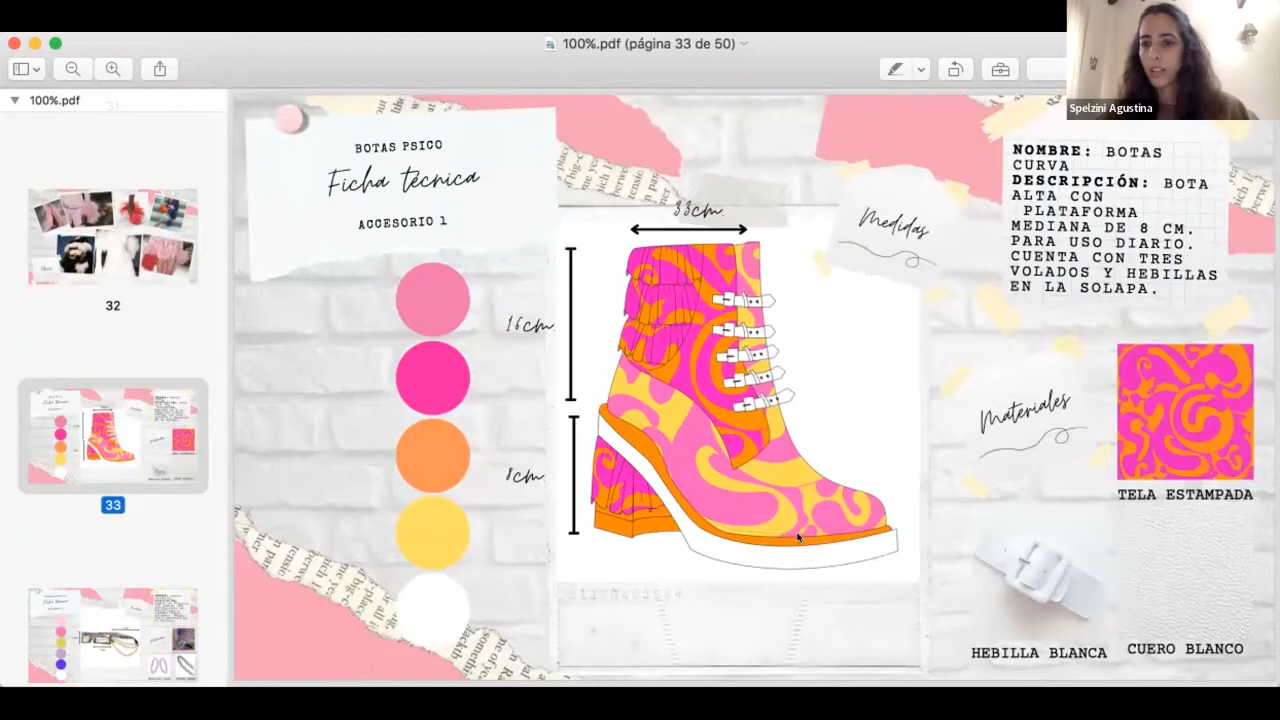 100%.pdf (página 33 de 50)
Spelzini Agustina
100%.pdf
31
32
33
BOTAS PSICO
Ficha técnica
ACCESORIO 1
33cm.
16cm.
8cm.
Medidas
NOMBRE: BOTAS
CURVA
DESCRIPCIÓN: BOTA
ALTA CON
PLATAFORMA
MEDIANA DE 8 CM.
PARA USO DIARIO.
CUENTA CON TRES
VOLADOS Y HEBILLAS
EN LA SOLAPA.
Materiales
TELA ESTAMPADA
HEBILLA BLANCA
CUERO BLANCO